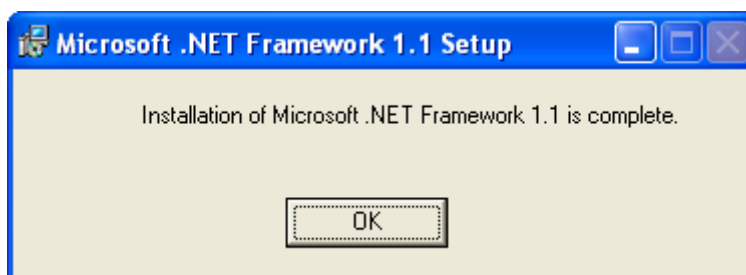 Microsoft .NET Framework 1.1 Setup
Installation of Microsoft .NET Framework 1.1 is complete.
OK